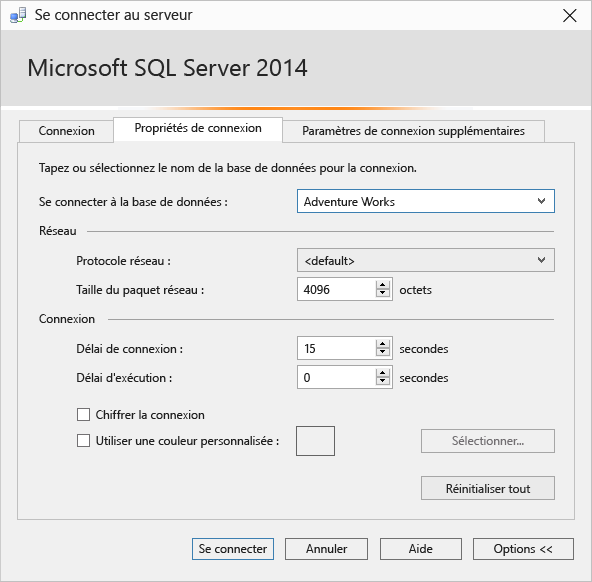 Se connecter au serveur
Microsoft SQL Server 2014
Connexion Propriétés de connexion Paramètres de connexion supplémentaires
Tapez ou sélectionnez le nom de la base de données pour la connexion.
Se connecter à la base de données : Adventure Works
Réseau
Protocole réseau : <default>
Taille du paquet réseau : 4096 octets
Connexion
Délai de connexion : 15 secondes
Délai d'exécution : 0 secondes
Chiffrer la connexion
Utiliser une couleur personnalisée : Sélectionner...
Réinitialiser tout
Se connecter Annuler Aide Options <<